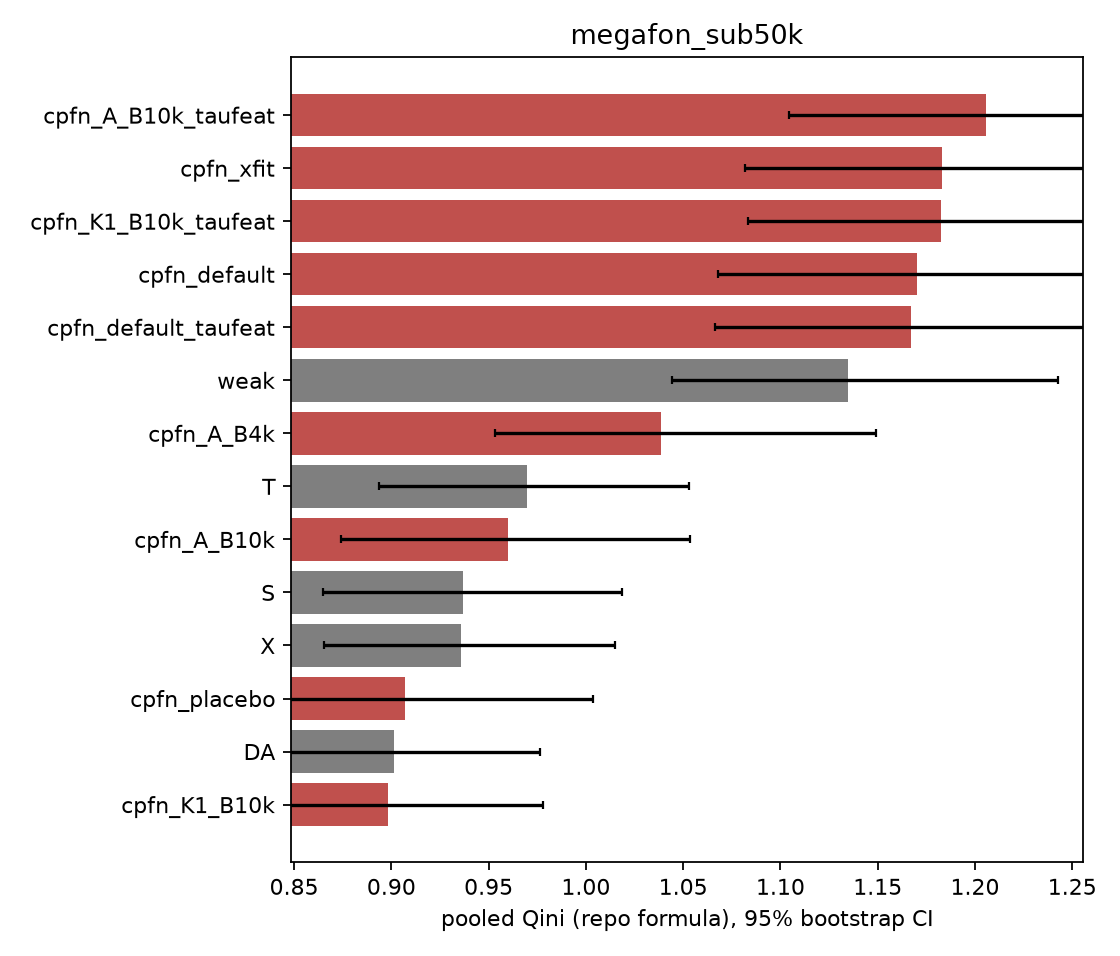 megafon_sub50k
cpfn_A_B10k_taufeat
cpfn_xfit
cpfn_K1_B10k_taufeat
cpfn_default
cpfn_default_taufeat
weak
cpfn_A_B4k
T
cpfn_A_B10k
S
X
cpfn_placebo
DA
cpfn_K1_B10k
0.85 0.90 0.95 1.00 1.05 1.10 1.15 1.20 1.25
pooled Qini (repo formula), 95% bootstrap CI